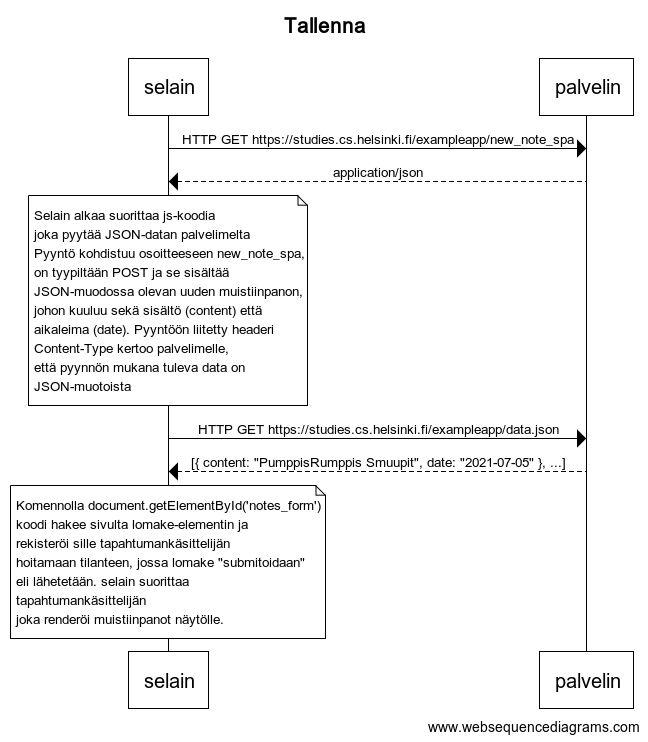 Tallenna
selain
palvelin
HTTP GET https://studies.cs.helsinki.fi/exampleapp/new_note_spa
application/json
Selain alkaa suorittaa js-koodia
joka pyytää JSON-datan palvelimelta
Pyyntö kohdistuu osoitteeseen new_note_spa,
on tyypiltään POST ja se sisältää
JSON-muodossa olevan uuden muistiinpanon,
johon kuuluu sekä sisältö (content) että
aikaleima (date). Pyyntöön liitetty headeri
Content-Type kertoo palvelimelle,
että pyynnön mukana tuleva data on
JSON-muotoista
HTTP GET https://studies.cs.helsinki.fi/exampleapp/data.json
[{ content: "PumppisRumppis Smuupit", date: "2021-07-05" }, ...]
Komennolla document.getElementById('notes_form')
koodi hakee sivulta lomake-elementin ja
rekisteröi sille tapahtumankäsittelijän
hoitamaan tilanteen, jossa lomake "submitoidaan"
eli lähetetään. selain suorittaa
tapahtumankäsittelijän
joka renderöi muistiinpanot näytölle.
selain
palvelin
www.websequencediagrams.com